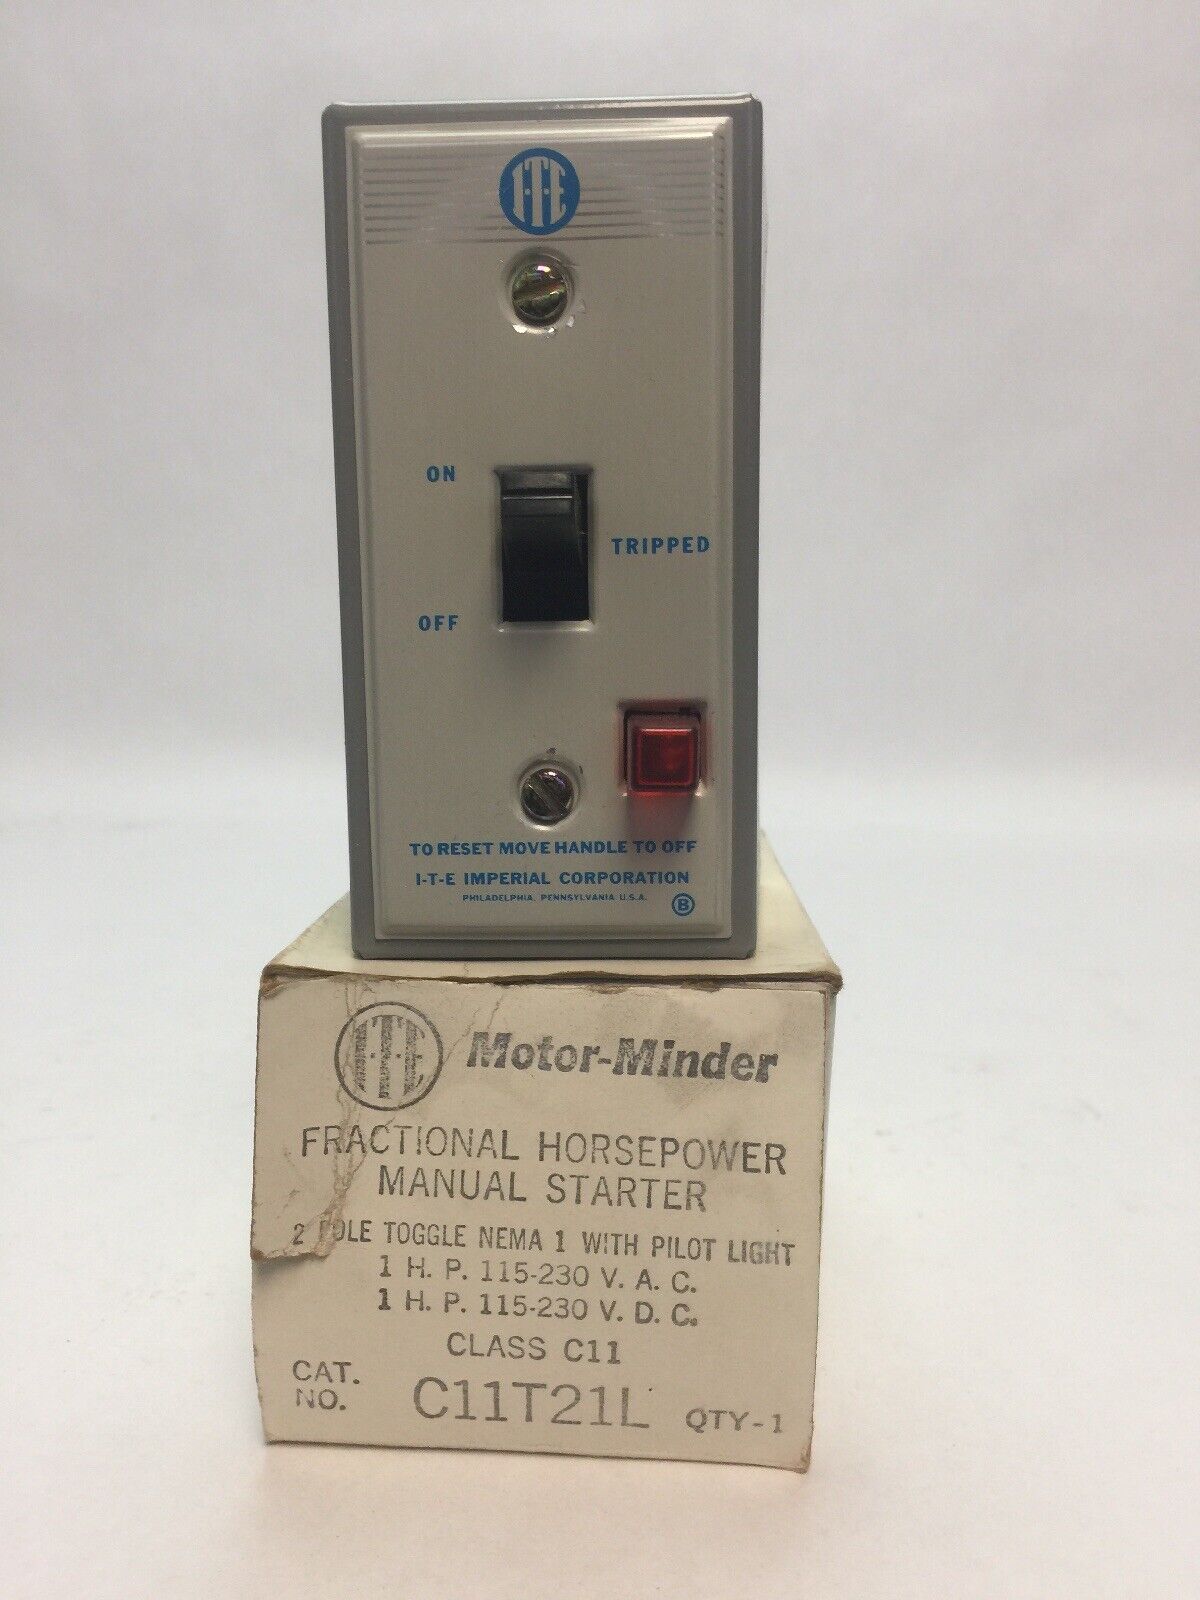 I-T-E
ON
TRIPPED
OFF
TO RESET MOVE HANDLE TO OFF
I-T-E IMPERIAL CORPORATION
PHILADELPHIA, PENNSYLVANIA U.S.A.
B
I-T-E
Motor-Minder
FRACTIONAL HORSEPOWER
MANUAL STARTER
2 POLE TOGGLE NEMA 1 WITH PILOT LIGHT
1 H. P. 115-230 V. A. C.
1 H. P. 115-230 V. D. C.
CLASS C11
CAT. NO. C11T21L QTY-1